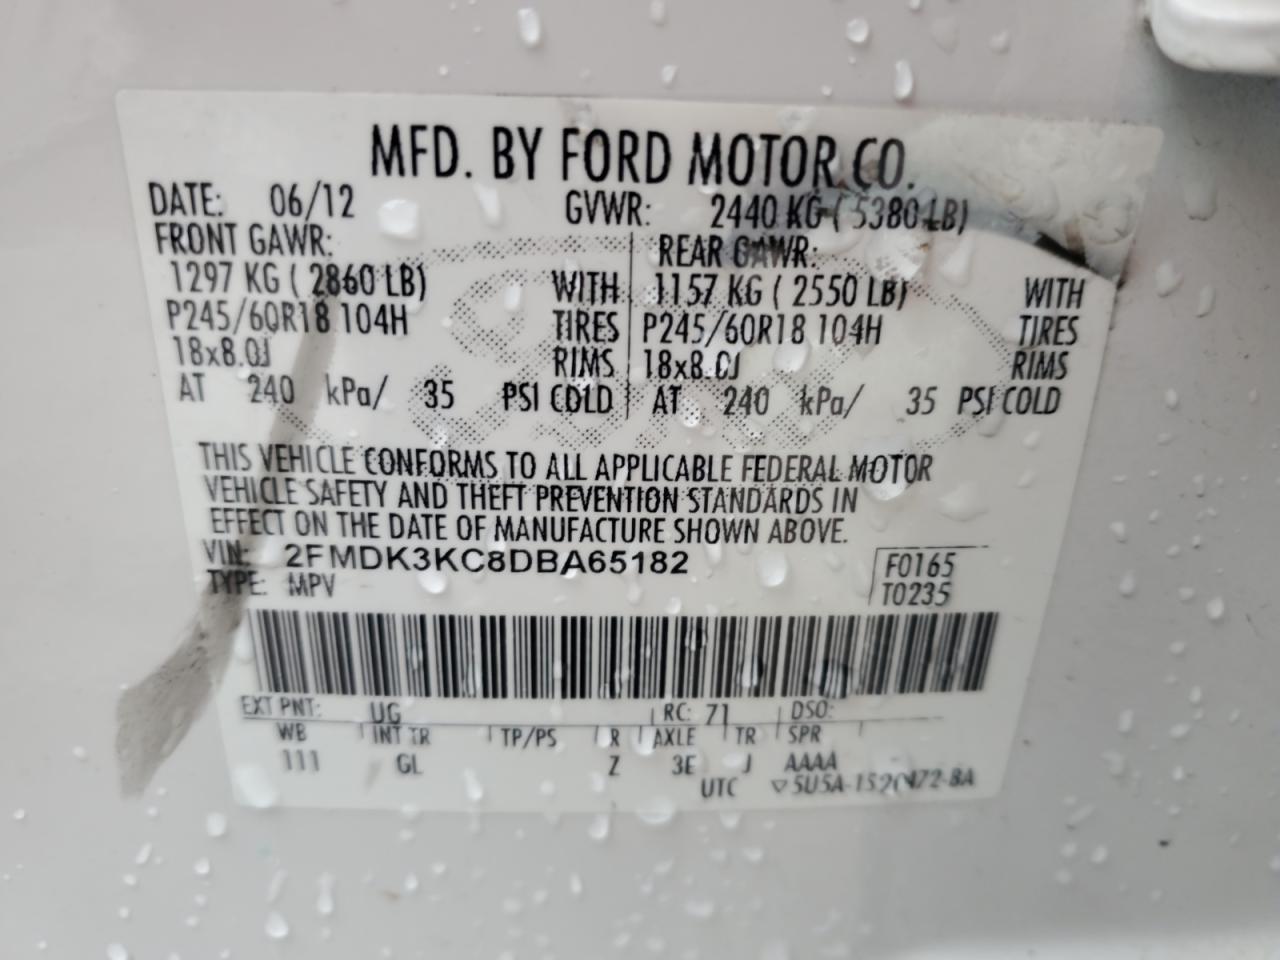 MFD. BY FORD MOTOR CO.
DATE: 06/12 GVWR: 2440 KG ( 5380 LB)
FRONT GAWR: REAR GAWR:
1297 KG ( 2860 LB) WITH 1157 KG ( 2550 LB) WITH
P245/60R18 104H TIRES P245/60R18 104H TIRES
18x8.0J RIMS 18x8.0J RIMS
AT 240 kPa/ 35 PSI COLD AT 240 kPa/ 35 PSI COLD
THIS VEHICLE CONFORMS TO ALL APPLICABLE FEDERAL MOTOR
VEHICLE SAFETY AND THEFT PREVENTION STANDARDS IN
EFFECT ON THE DATE OF MANUFACTURE SHOWN ABOVE.
VIN: 2FMDK3KC8DBA65182 F0165
TYPE: MPV T0235
EXT PNT: UG RC: 71 DSO:
WB INT TR TP/PS R AXLE TR SPR
111 GL Z 3E J AAAA
UTC